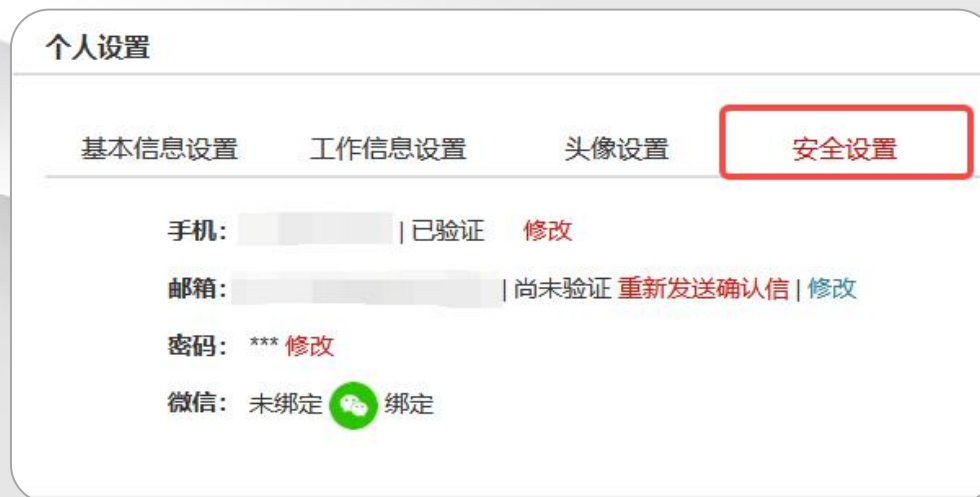 个人设置
基本信息设置 工作信息设置 头像设置 安全设置
手机： | 已验证 修改
邮箱： | 尚未验证 重新发送确认信 | 修改
密码： *** 修改
微信： 未绑定 绑定